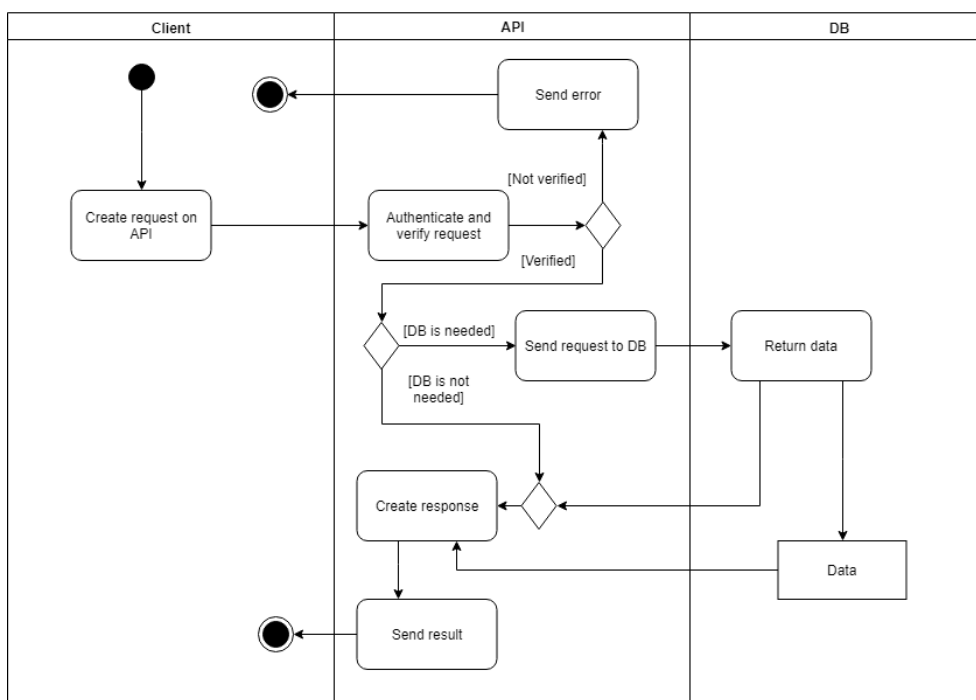 Client
API
DB
Send error
[Not verified]
Create request on
API
Authenticate and
verify request
[Verified]
[DB is needed]
Send request to DB
Return data
[DB is not
needed]
Create response
Data
Send result